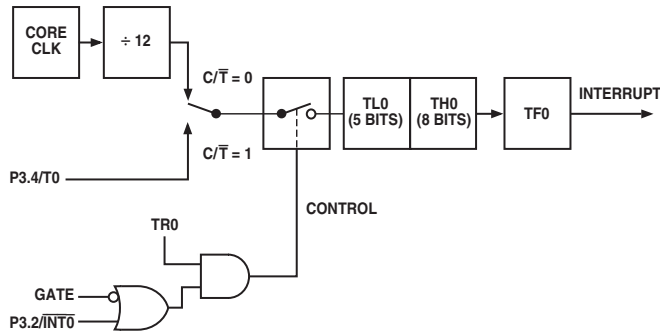 CORE
CLK
÷ 12
C/T̅ = 0
TL0
(5 BITS)
TH0
(8 BITS)
TF0
INTERRUPT
C/T̅ = 1
P3.4/T0
CONTROL
TR0
GATE
P3.2/I̅N̅T̅0̅